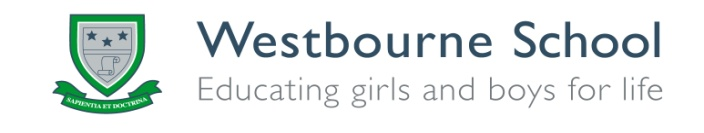 Westbourne School
Educating girls and boys for life
SAPIENTIA ET DOCTRINA